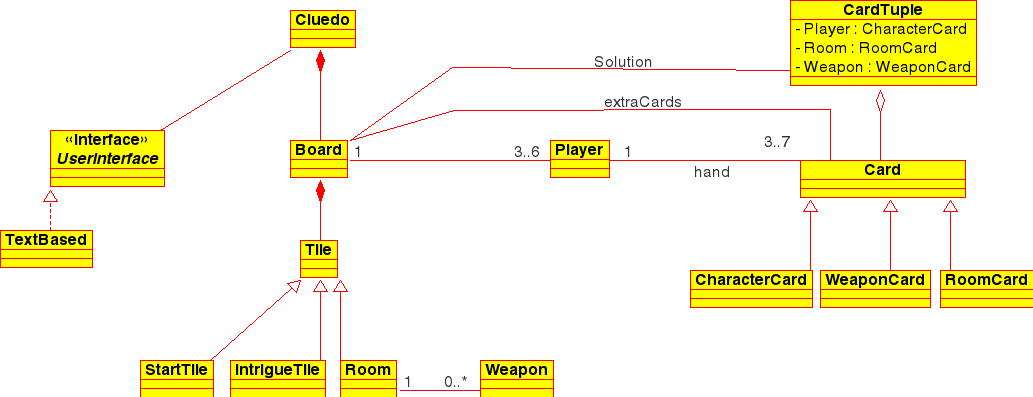 Cluedo
CardTuple
- Player : CharacterCard
- Room : RoomCard
- Weapon : WeaponCard
Solution
extraCards
«Interface»
UserInterface
Board
1
3..6
Player
1
3..7
hand
Card
TextBased
Tile
CharacterCard
WeaponCard
RoomCard
StartTile
IntrigueTile
Room
1
0..*
Weapon